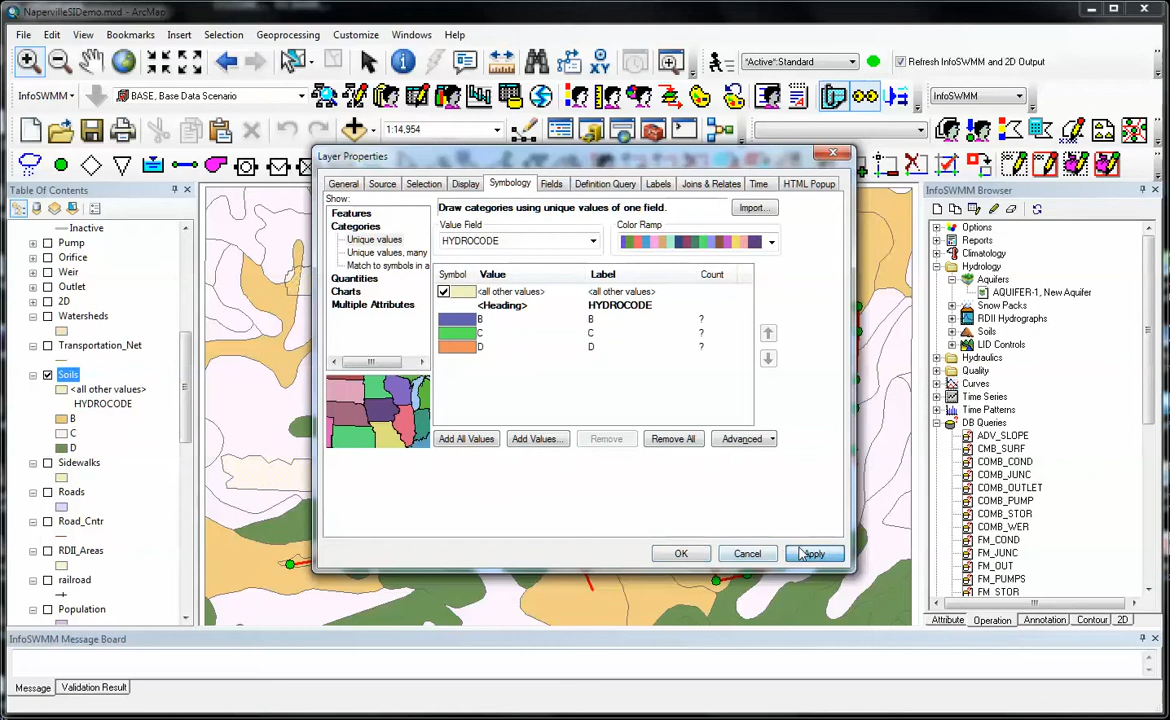 NapervilleSIDemo.mxd - ArcMap
File Edit View Bookmarks Insert Selection Geoprocessing Customize Windows Help
*Active*:Standard
Refresh InfoSWMM and 2D Output
InfoSWMM
BASE, Base Data Scenario
InfoSWMM
1:14,954
Table Of Contents
Inactive
Pump
Orifice
Weir
Outlet
2D
Watersheds
Transportation_Net
Soils
<all other values>
HYDROCODE
B
C
D
Sidewalks
Roads
Road_Cntr
RDII_Areas
railroad
Population
Layer Properties
General Source Selection Display Symbology Fields Definition Query Labels Joins & Relates Time HTML Popup
Show:
Features
Categories
Unique values
Unique values, many
Match to symbols in a
Quantities
Charts
Multiple Attributes
Draw categories using unique values of one field.
Import...
Value Field
Color Ramp
HYDROCODE
Symbol Value Label Count
<all other values> <all other values>
<Heading> HYDROCODE
B B ?
C C ?
D D ?
Add All Values Add Values... Remove Remove All Advanced
OK Cancel Apply
InfoSWMM Browser
Options
Reports
Climatology
Hydrology
Aquifers
AQUIFER-1, New Aquifer
Snow Packs
RDII Hydrographs
Soils
LID Controls
Hydraulics
Quality
Curves
Time Series
Time Patterns
DB Queries
ADV_SLOPE
CMB_SURF
COMB_COND
COMB_JUNC
COMB_OUTLET
COMB_PUMP
COMB_STOR
COMB_WER
FM_COND
FM_JUNC
FM_OUT
FM_PUMPS
FM_STOR
Attribute Operation Annotation Contour 2D
InfoSWMM Message Board
Message Validation Result